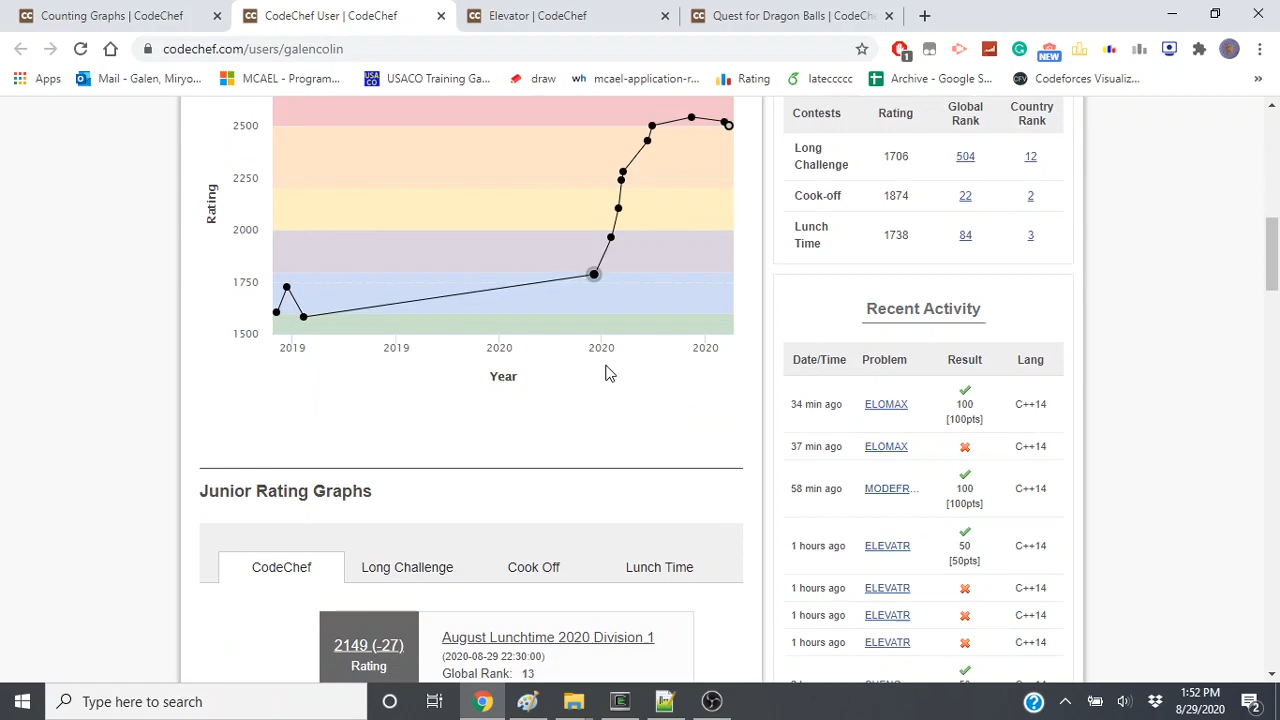 Counting Graphs | CodeChef
CodeChef User | CodeChef
Elevator | CodeChef
Quest for Dragon Balls | CodeChe
codechef.com/users/galencolin
1
NEW
Apps
Mail - Galen, Miryo...
MCAEL - Program...
USACO Training Ga...
draw
mcael-application-r...
Rating
lateccccc
Archive - Google S...
Codeforces Visualiz...
»
2500
2250
2000
1750
1500
Rating
2019
2019
2020
2020
2020
Year
Junior Rating Graphs
CodeChef
Long Challenge
Cook Off
Lunch Time
2149 (-27)
Rating
August Lunchtime 2020 Division 1
(2020-08-29 22:30:00)
Global Rank: 13
Contests Rating Global Rank Country Rank
Long Challenge 1706 504 12
Cook-off 1874 22 2
Lunch Time 1738 84 3
Recent Activity
Date/Time Problem Result Lang
34 min ago ELOMAX 100 [100pts] C++14
37 min ago ELOMAX C++14
58 min ago MODEFR... 100 [100pts] C++14
1 hours ago ELEVATR 50 [50pts] C++14
1 hours ago ELEVATR C++14
1 hours ago ELEVATR C++14
1 hours ago ELEVATR C++14
Type here to search
1:52 PM
8/29/2020
2